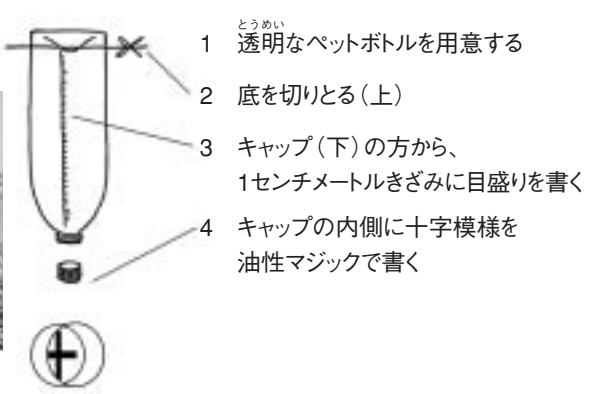 とうめい
1 透明なペットボトルを用意する
2 底を切りとる（上）
3 キャップ（下）の方から、
1センチメートルきざみに目盛りを書く
4 キャップの内側に十字模様を
油性マジックで書く